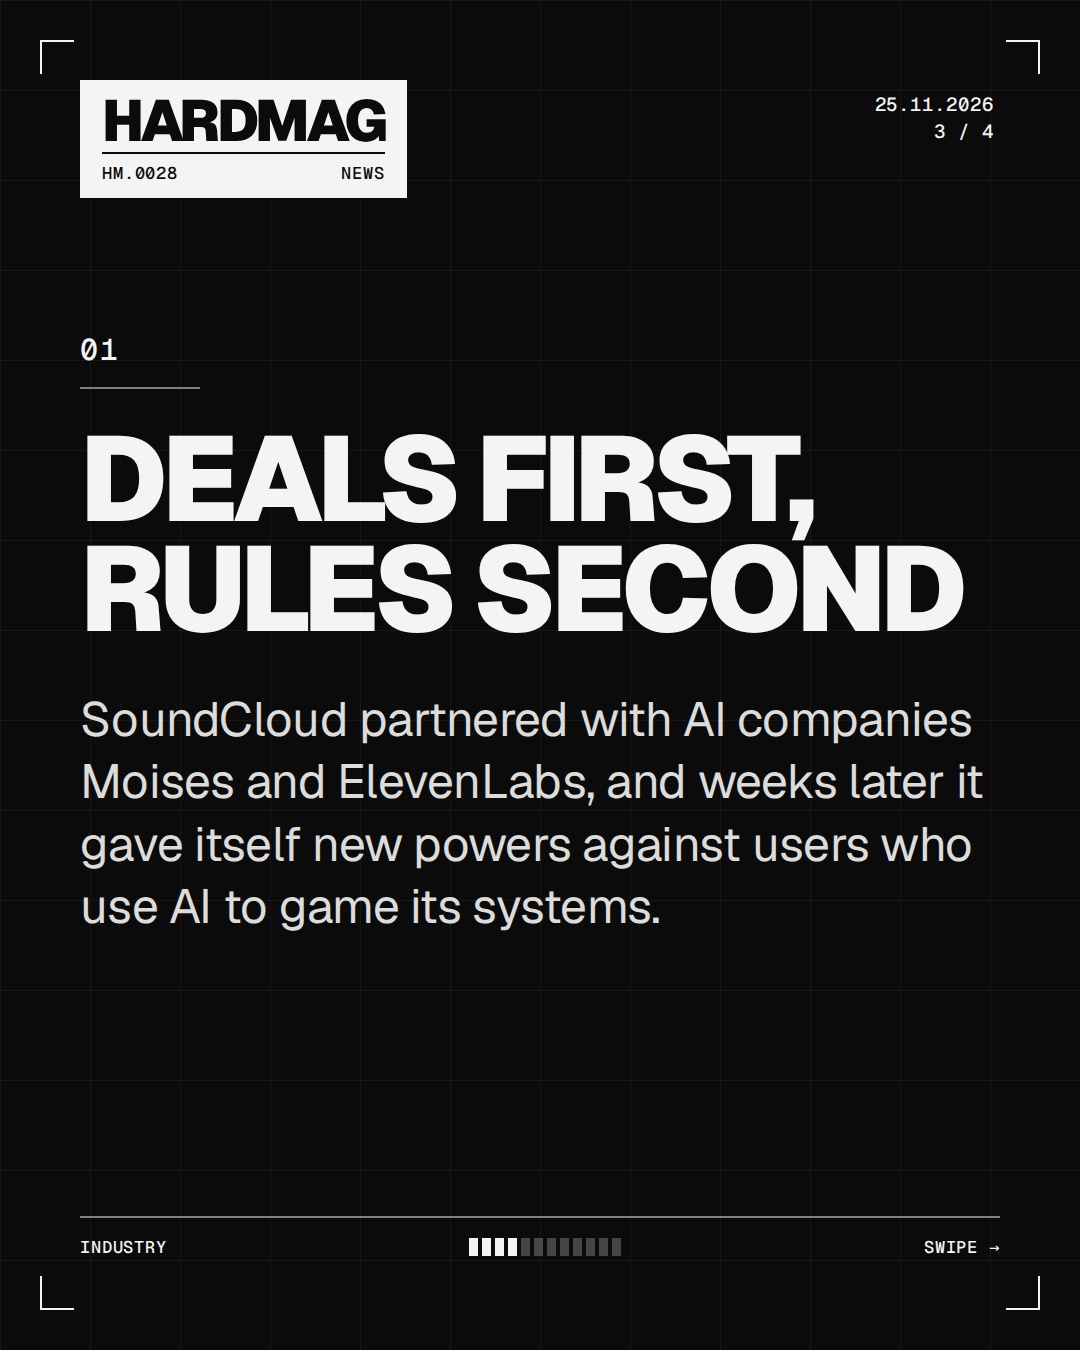 HARDMAG
HM.0028 NEWS
25.11.2026
3 / 4
01
DEALS FIRST,
RULES SECOND
SoundCloud partnered with AI companies
Moises and ElevenLabs, and weeks later it
gave itself new powers against users who
use AI to game its systems.
INDUSTRY
SWIPE →